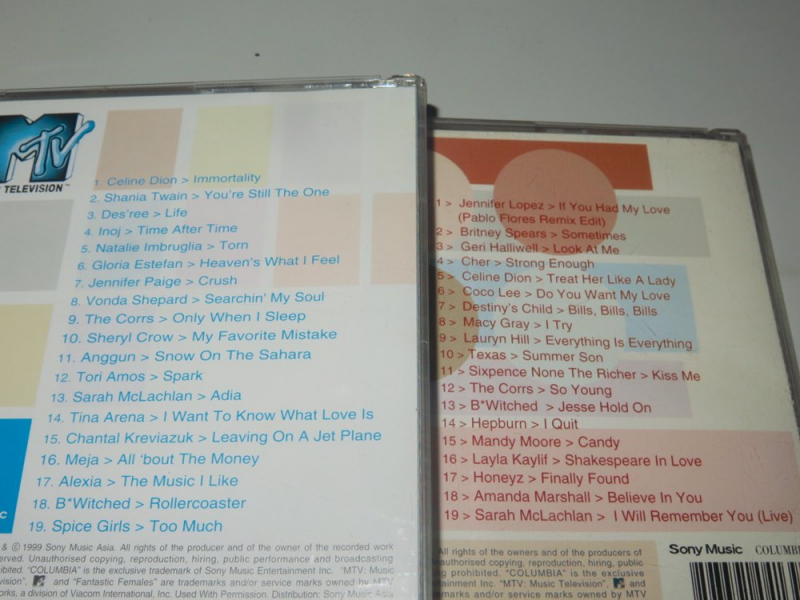 MTV
TELEVISION™
1. Celine Dion > Immortality
2. Shania Twain > You're Still The One
3. Des'ree > Life
4. Inoj > Time After Time
5. Natalie Imbruglia > Torn
6. Gloria Estefan > Heaven's What I Feel
7. Jennifer Paige > Crush
8. Vonda Shepard > Searchin' My Soul
9. The Corrs > Only When I Sleep
10. Sheryl Crow > My Favorite Mistake
11. Anggun > Snow On The Sahara
12. Tori Amos > Spark
13. Sarah McLachlan > Adia
14. Tina Arena > I Want To Know What Love Is
15. Chantal Kreviazuk > Leaving On A Jet Plane
16. Meja > All 'bout The Money
17. Alexia > The Music I Like
18. B*Witched > Rollercoaster
19. Spice Girls > Too Much
& ⓒ 1999 Sony Music Asia. All rights of the producer and of the owner of the recorded work
Unauthorised copying, reproduction, hiring, public performance and broadcasting
prohibited. "COLUMBIA" is the exclusive trademark of Sony Music Entertainment Inc. "MTV: Music
and "Fantastic Females" are trademarks and/or service marks owned by MTV
a division of Viacom International, Inc. Used With Permission. Distribution: Sony Music Asia
1 > Jennifer Lopez > If You Had My Love
(Pablo Flores Remix Edit)
2 > Britney Spears > Sometimes
3 > Geri Halliwell > Look At Me
4 > Cher > Strong Enough
5 > Celine Dion > Treat Her Like A Lady
6 > Coco Lee > Do You Want My Love
7 > Destiny's Child > Bills, Bills, Bills
8 > Macy Gray > I Try
9 > Lauryn Hill > Everything Is Everything
10 > Texas > Summer Son
11 > Sixpence None The Richer > Kiss Me
12 > The Corrs > So Young
13 > B*Witched > Jesse Hold On
14 > Hepburn > I Quit
15 > Mandy Moore > Candy
16 > Layla Kaylif > Shakespeare In Love
17 > Honeyz > Finally Found
18 > Amanda Marshall > Believe In You
19 > Sarah McLachlan > I Will Remember You (Live)
All rights of the owners and of the producers of
Unauthorised copying, reproduction, hiring, public
prohibited. "COLUMBIA" is the exclusive
Inc. "MTV: Music Television",
marks and/or service marks owned by MTV
Sony Music